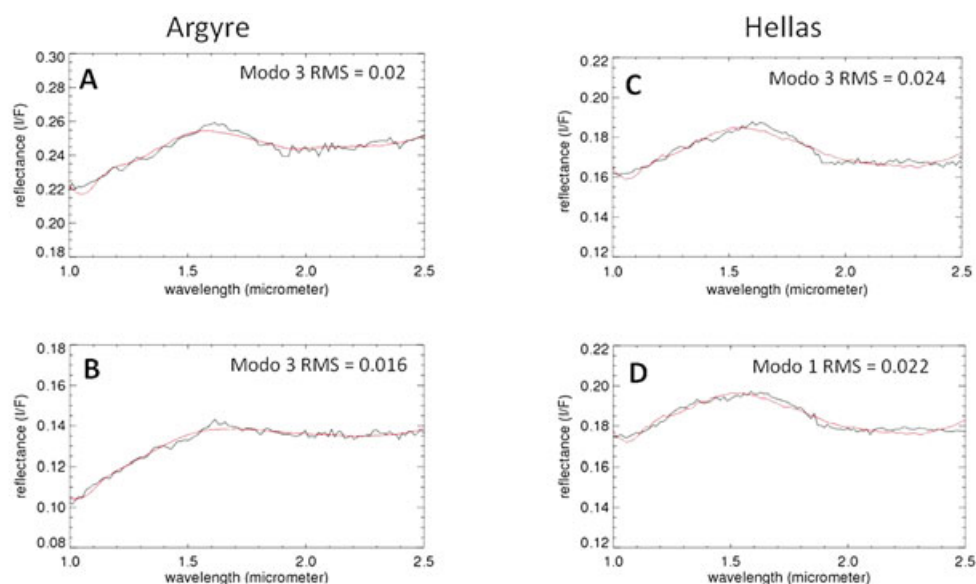 Argyre
A
Modo 3 RMS = 0.02
reflectance (I/F)
0.30
0.28
0.26
0.24
0.22
0.20
0.18
1.0 1.5 2.0 2.5
wavelength (micrometer)
B
Modo 3 RMS = 0.016
reflectance (I/F)
0.18
0.16
0.14
0.12
0.10
0.08
1.0 1.5 2.0 2.5
wavelength (micrometer)
Hellas
C
Modo 3 RMS = 0.024
reflectance (I/F)
0.22
0.20
0.18
0.16
0.14
0.12
1.0 1.5 2.0 2.5
wavelength (micrometer)
D
Modo 1 RMS = 0.022
reflectance (I/F)
0.22
0.20
0.18
0.16
0.14
0.12
1.0 1.5 2.0 2.5
wavelength (micrometer)